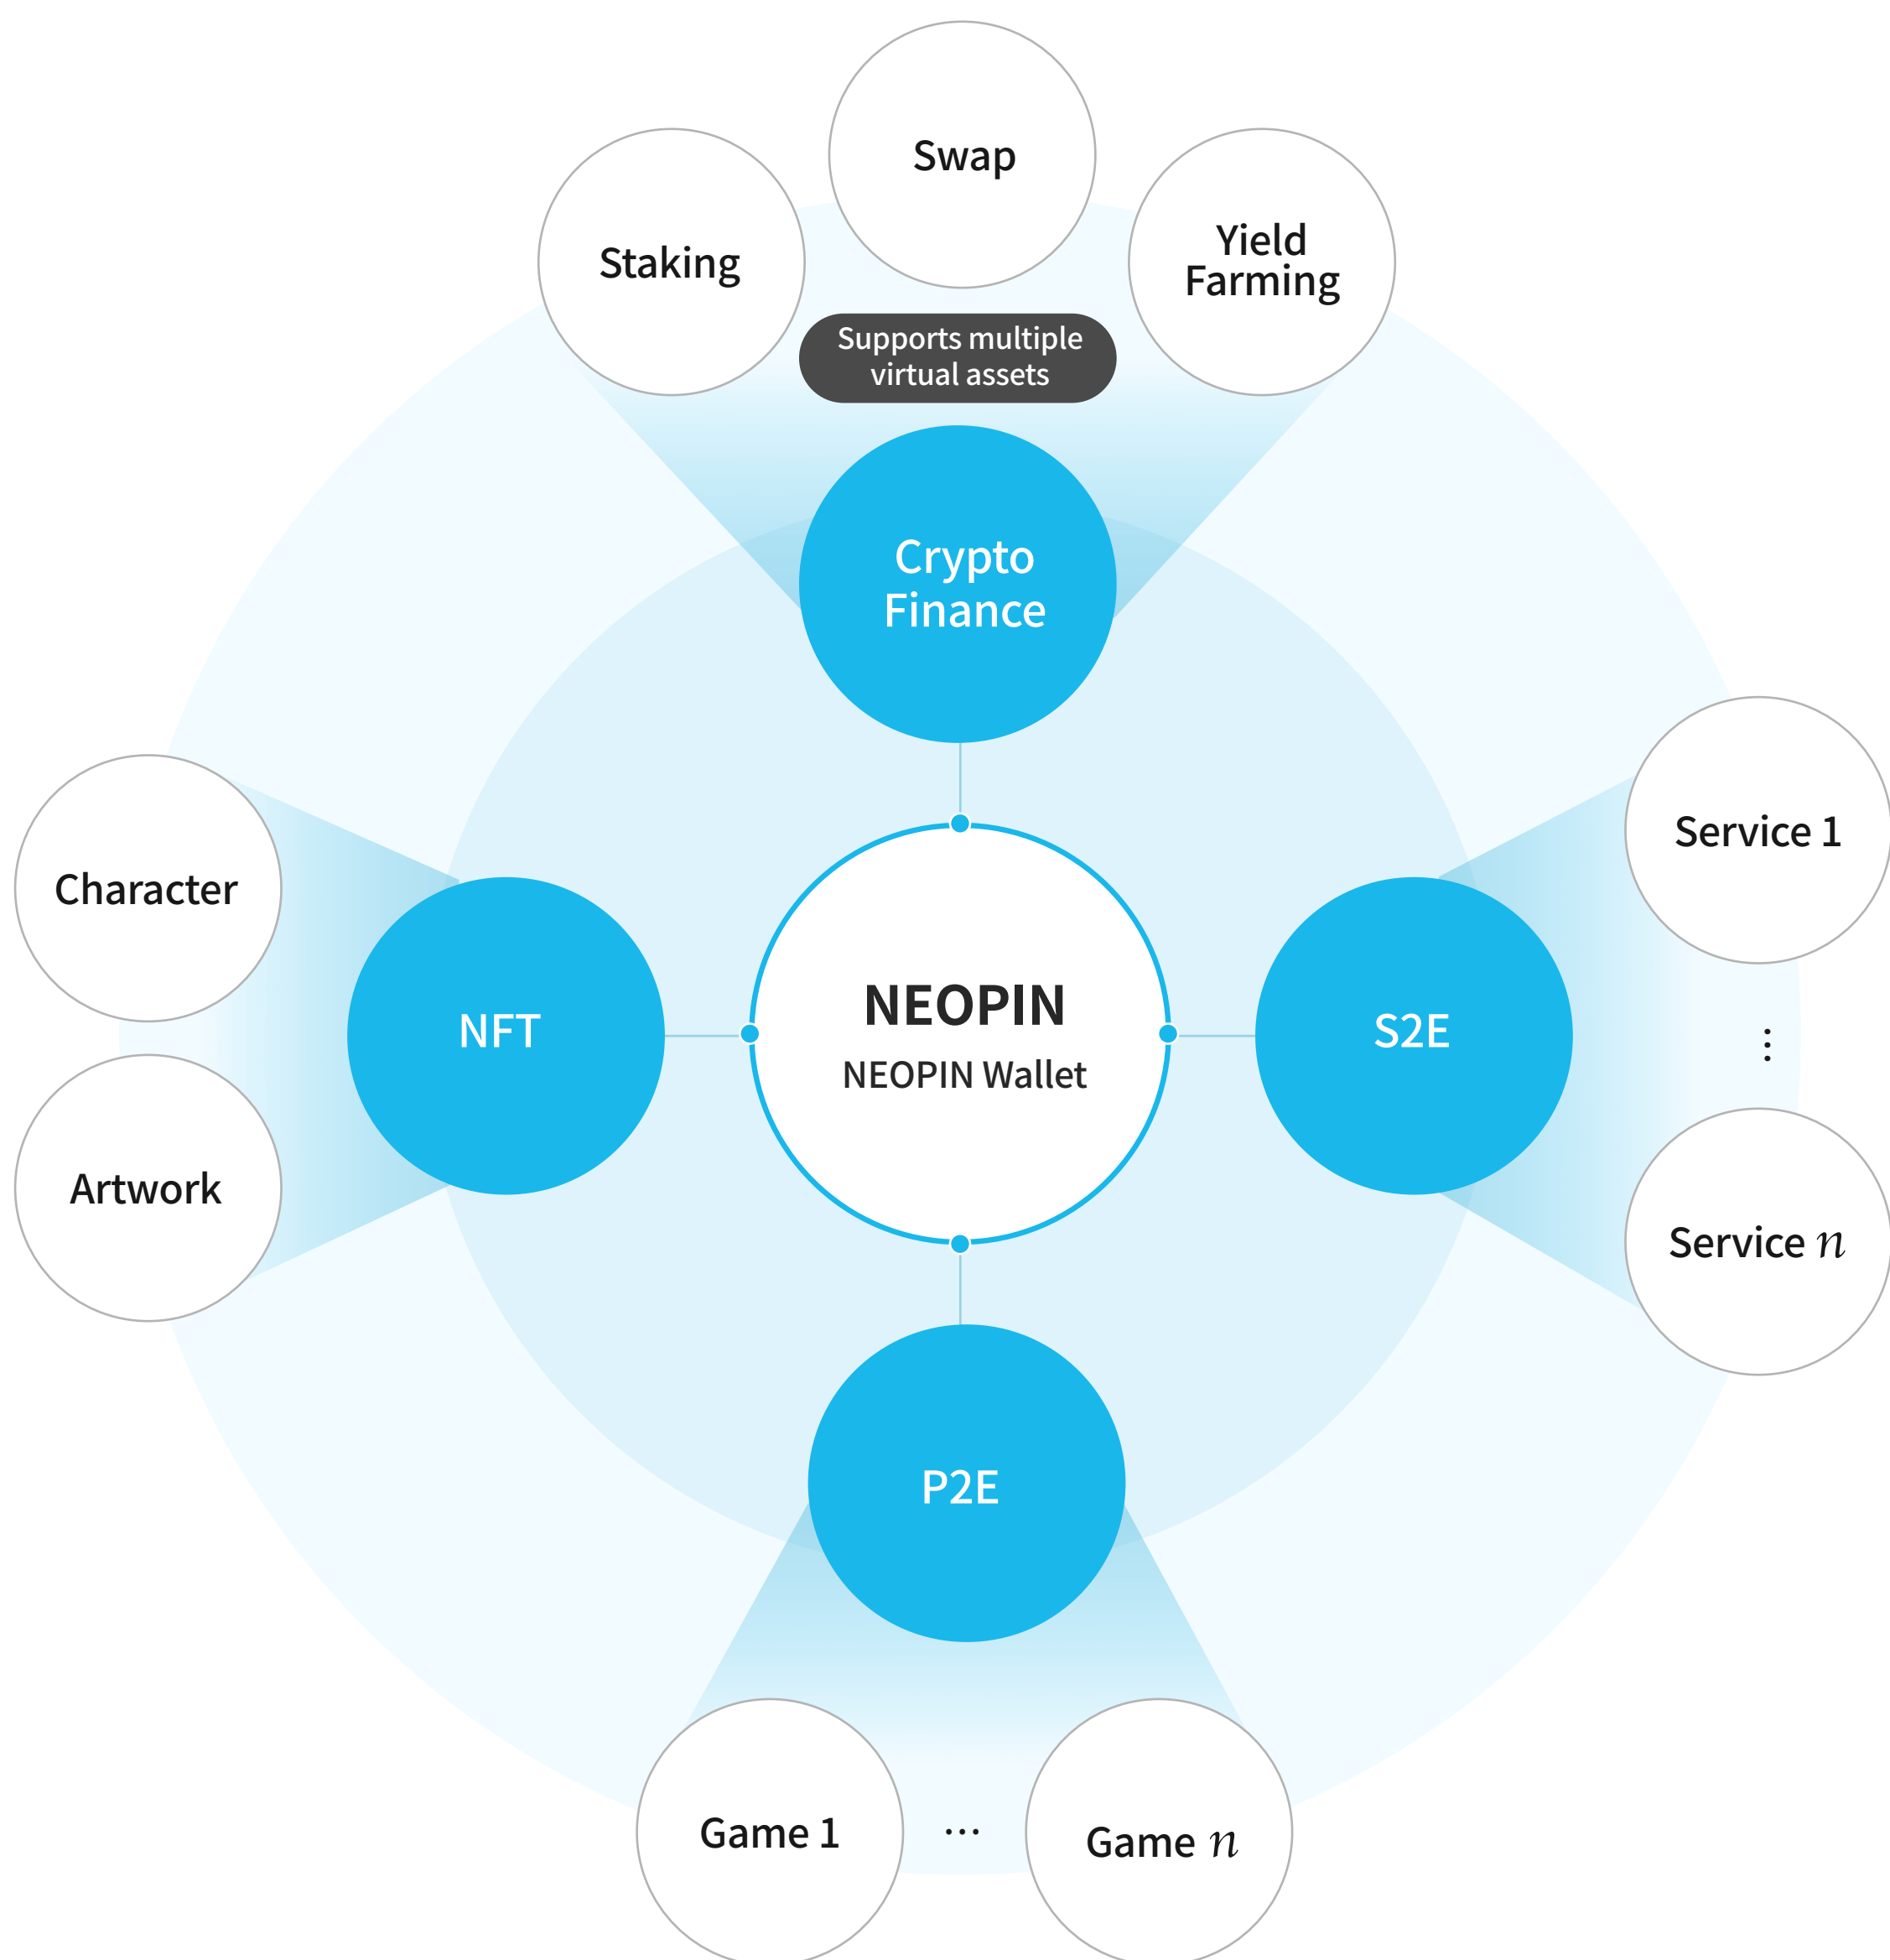 Swap
Staking
Yield
Farming
Supports multiple
virtual assets
Crypto
Finance
Service 1
Character
NEOPIN
NFT
S2E
⋮
NEOPIN Wallet
Artwork
Service n
P2E
Game 1
...
Game n